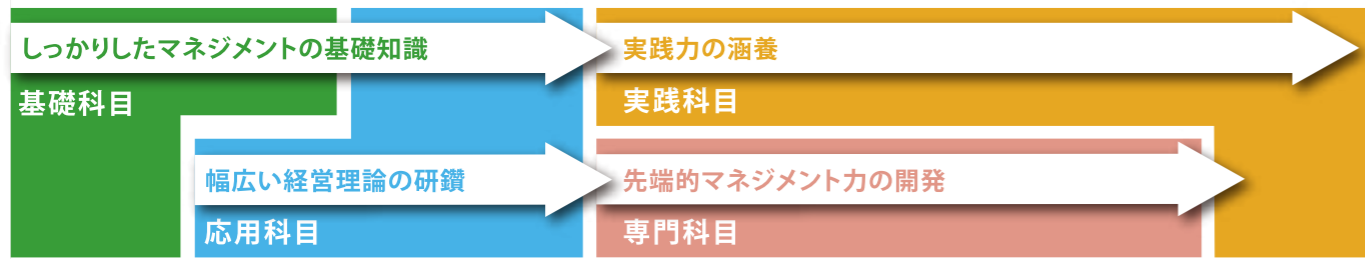 しっかりしたマネジメントの基礎知識
基礎科目
幅広い経営理論の研鑽
応用科目
実践力の涵養
実践科目
先端的マネジメント力の開発
専門科目